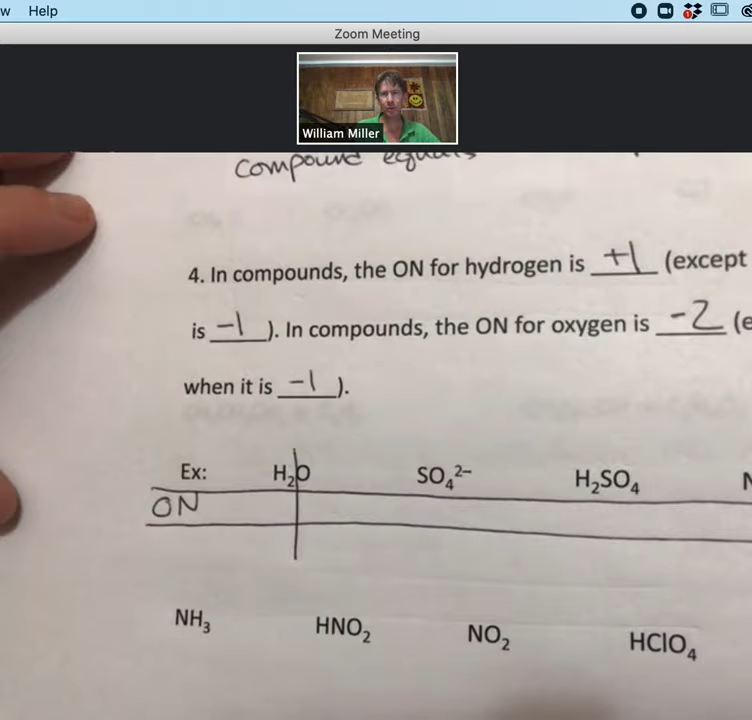 w Help
Zoom Meeting
William Miller
compound equals
4. In compounds, the ON for hydrogen is +1 (except
is -1 ). In compounds, the ON for oxygen is -2 (e
when it is -1 ).
Ex: H₂O SO₄²⁻ H₂SO₄ N
ON
NH₃ HNO₂ NO₂ HClO₄